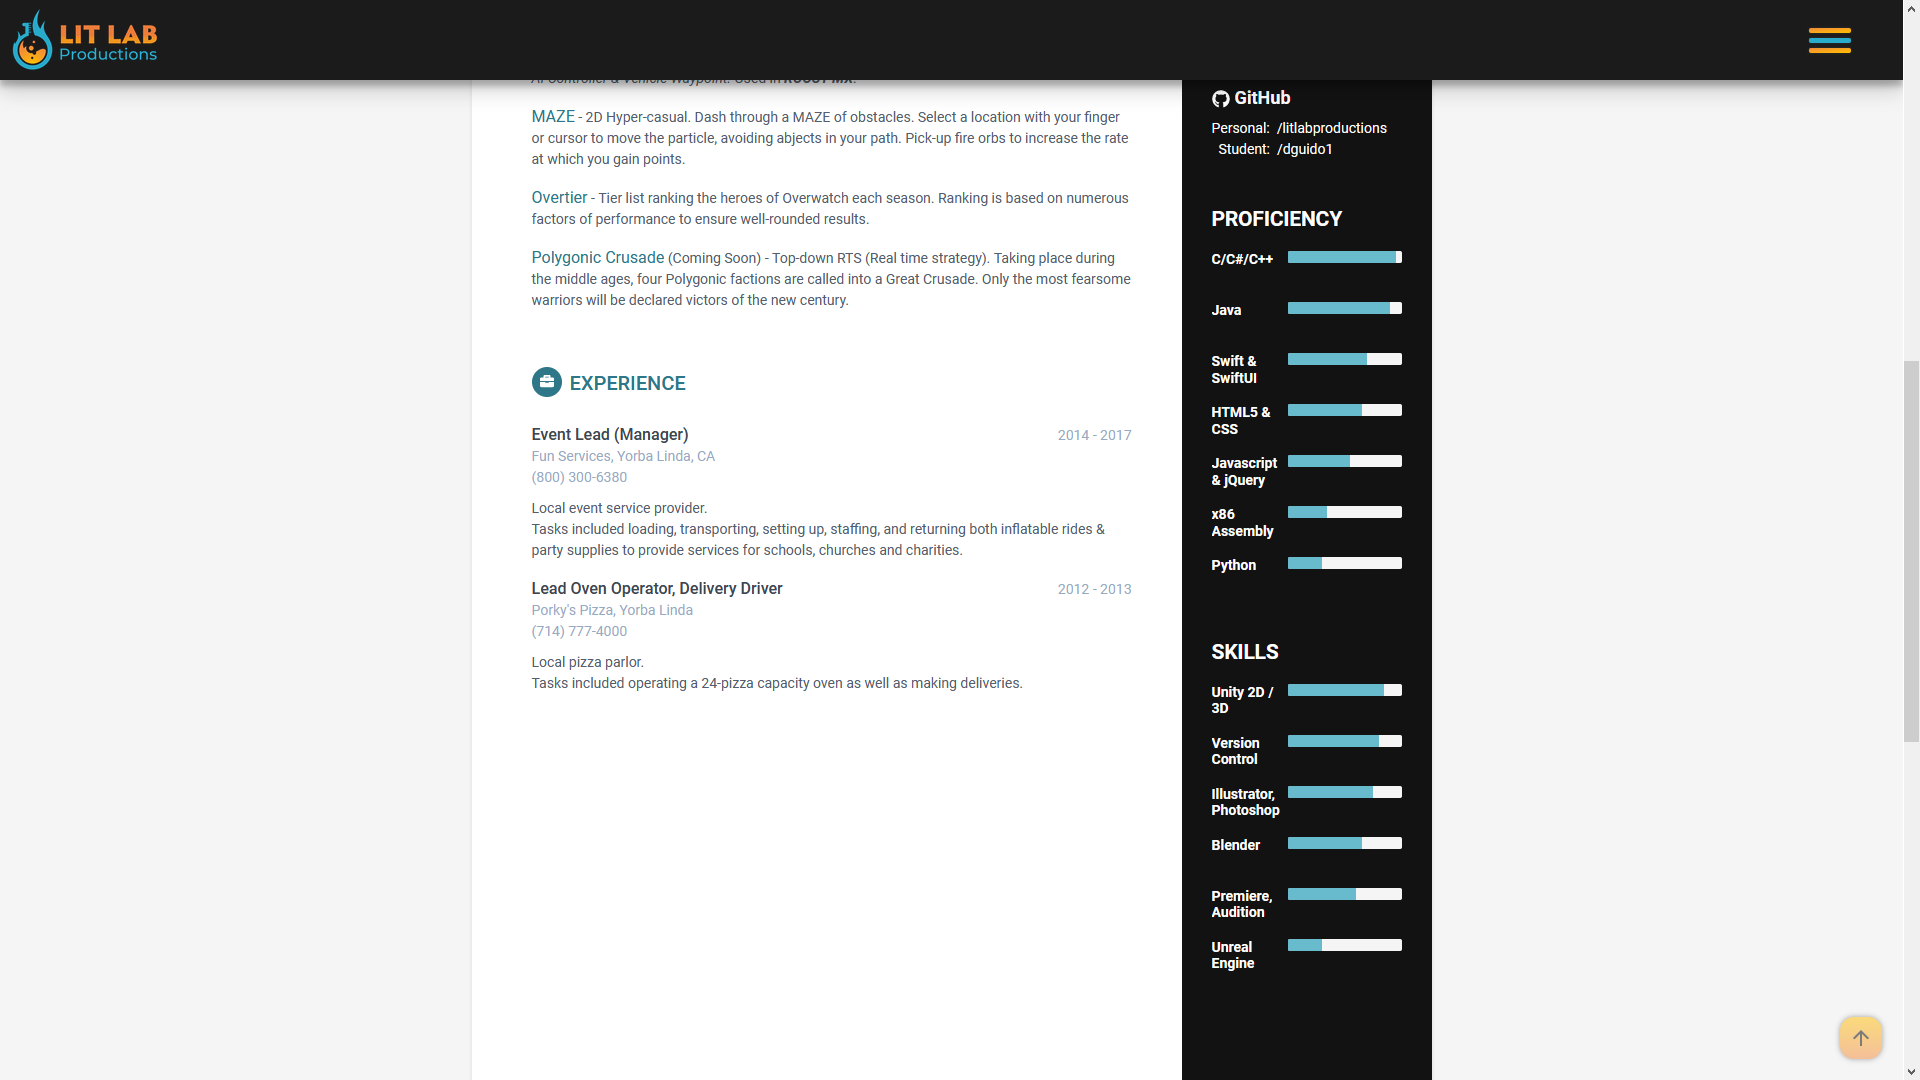 LIT LAB
Productions
AI Controller & Vehicle Waypoint. Used in ROOST MX.
MAZE - 2D Hyper-casual. Dash through a MAZE of obstacles. Select a location with your finger
or cursor to move the particle, avoiding abjects in your path. Pick-up fire orbs to increase the rate
at which you gain points.
Overtier - Tier list ranking the heroes of Overwatch each season. Ranking is based on numerous
factors of performance to ensure well-rounded results.
Polygonic Crusade (Coming Soon) - Top-down RTS (Real time strategy). Taking place during
the middle ages, four Polygonic factions are called into a Great Crusade. Only the most fearsome
warriors will be declared victors of the new century.
EXPERIENCE
Event Lead (Manager)
2014 - 2017
Fun Services, Yorba Linda, CA
(800) 300-6380
Local event service provider.
Tasks included loading, transporting, setting up, staffing, and returning both inflatable rides &
party supplies to provide services for schools, churches and charities.
Lead Oven Operator, Delivery Driver
2012 - 2013
Porky's Pizza, Yorba Linda
(714) 777-4000
Local pizza parlor.
Tasks included operating a 24-pizza capacity oven as well as making deliveries.
GitHub
Personal: /litlabproductions
Student: /dguido1
PROFICIENCY
C/C#/C++
Java
Swift &
SwiftUI
HTML5 &
CSS
Javascript
& jQuery
x86
Assembly
Python
SKILLS
Unity 2D /
3D
Version
Control
Illustrator,
Photoshop
Blender
Premiere,
Audition
Unreal
Engine